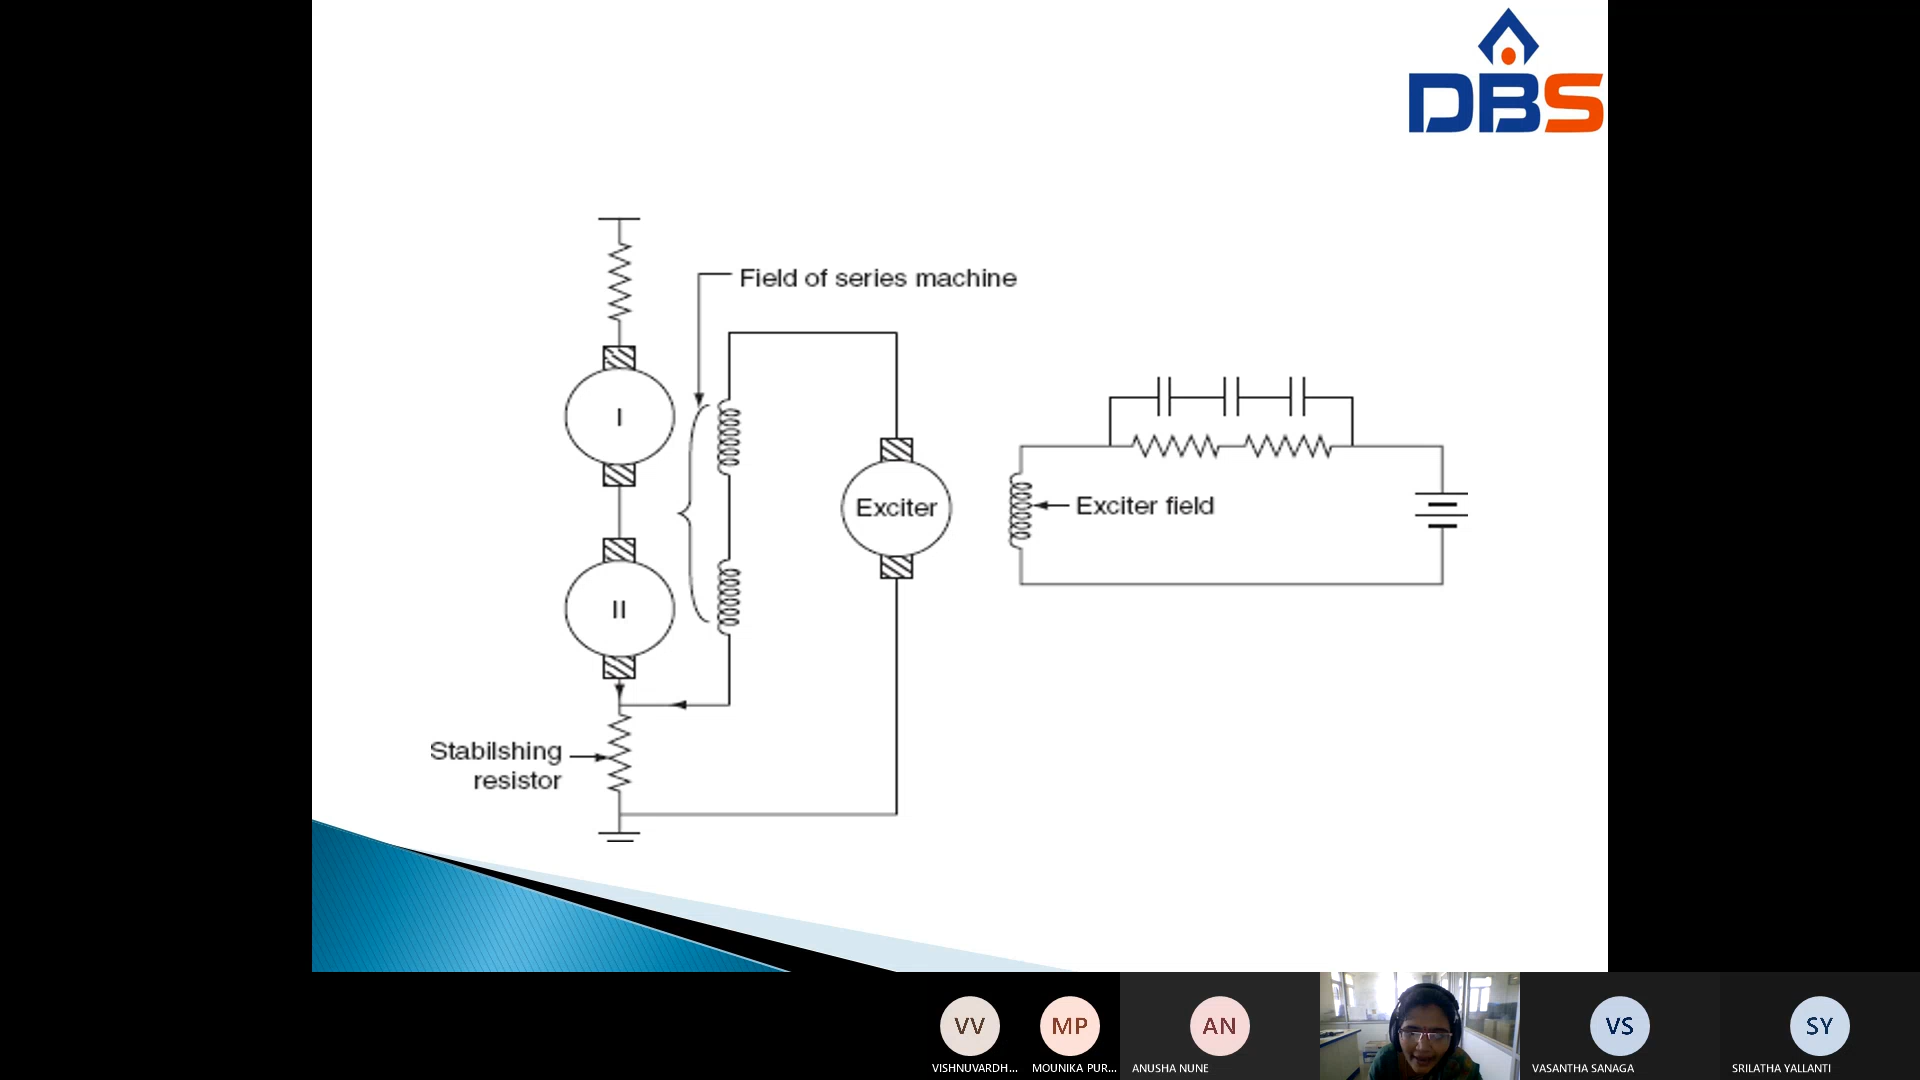 DBS
Field of series machine
I
Exciter
Exciter field
II
Stabilshing
resistor
VV
MP
AN
VS
SY
VISHNUVARDH...
MOUNIKA PUR...
ANUSHA NUNE
VASANTHA SANAGA
SRILATHA YALLANTI